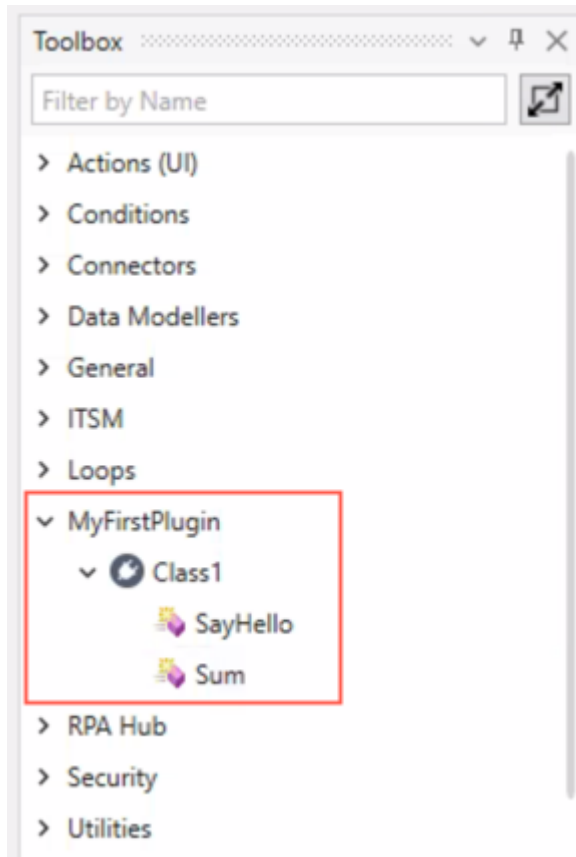 Toolbox
Filter by Name
Actions (UI)
Conditions
Connectors
Data Modellers
General
ITSM
Loops
MyFirstPlugin
Class1
SayHello
Sum
RPA Hub
Security
Utilities